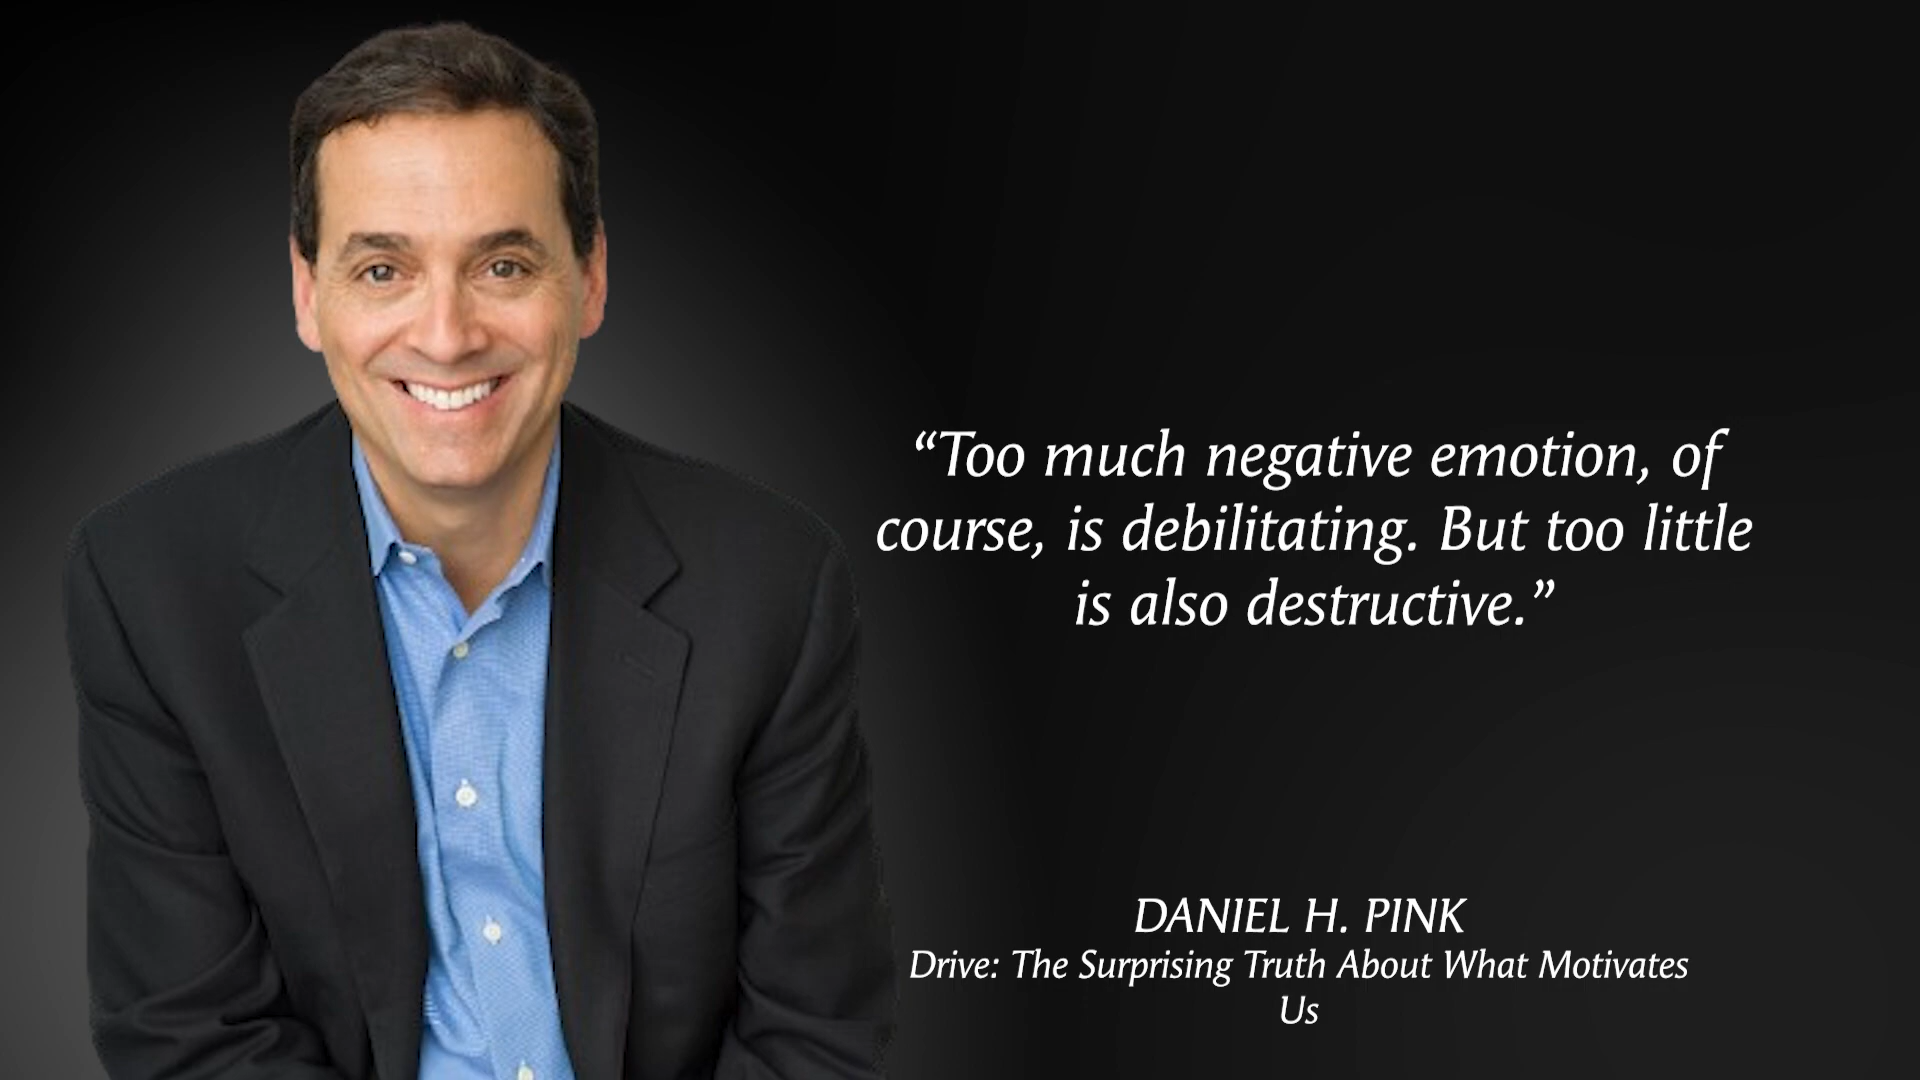 “Too much negative emotion, of
course, is debilitating. But too little
is also destructive.”
DANIEL H. PINK
Drive: The Surprising Truth About What Motivates
Us